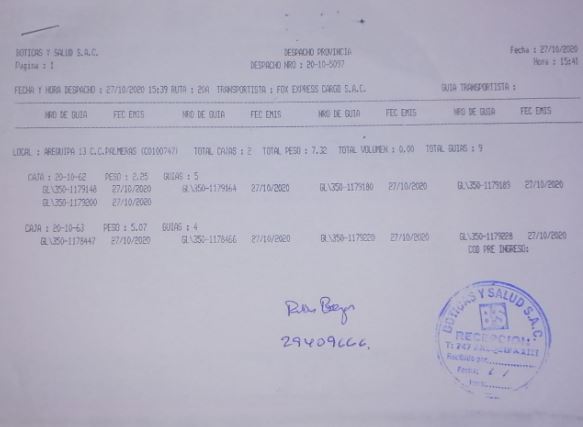 BOTICAS Y SALUD S.A.C. DESPACHO PROVINCIA Fecha : 27/10/2020
Pagina : 1 DESPACHO NRO : 20-10-5097 Hora : 15:41
FECHA Y HORA DESPACHO : 27/10/2020 15:39 RUTA : 20A TRANSPORTISTA : FOX EXPRESS CARGO S.A.C. GUIA TRANSPORTISTA :
NRO DE GUIA FEC EMIS NRO DE GUIA FEC EMIS NRO DE GUIA FEC EMIS NRO DE GUIA FEC EMIS
LOCAL : AREQUIPA 13 C.C.PALMERAS (C0100747) TOTAL CAJAS : 2 TOTAL PESO : 7.32 TOTAL VOLUMEN : 0.00 TOTAL GUIAS : 9
CAJA : 20-10-62 PESO : 2.25 GUIAS : 5
GL\350-1179148 27/10/2020 GL\350-1179164 27/10/2020 GL\350-1179180 27/10/2020 GL\350-1179189 27/10/2020
GL\350-1179200 27/10/2020
CAJA : 20-10-63 PESO : 5.07 GUIAS : 4
GL\350-1178447 27/10/2020 GL\350-1178466 27/10/2020 GL\350-1179220 27/10/2020 GL\350-1179228 27/10/2020
COD PRE INGRESO:
29409666.
BOTICAS Y SALUD S.A.C.
RECEPCION
Recibido por
Fecha: